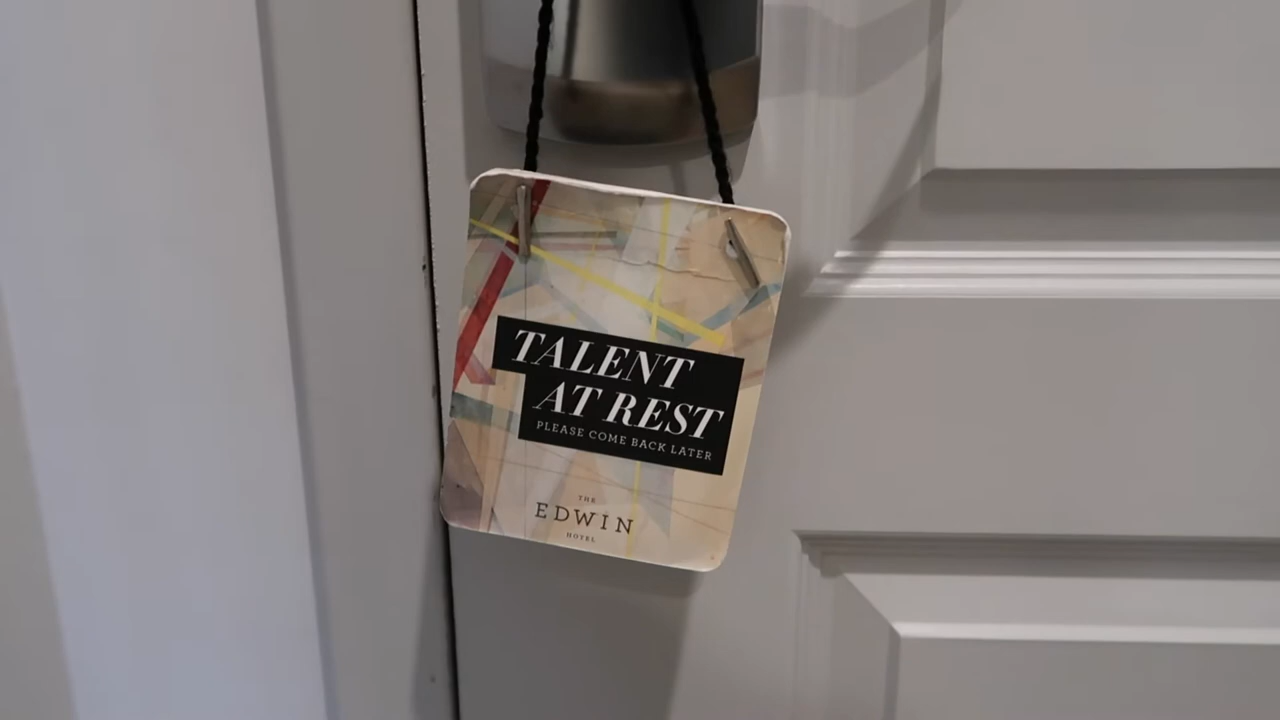 TALENT
AT REST
PLEASE COME BACK LATER
THE
EDWIN
HOTEL